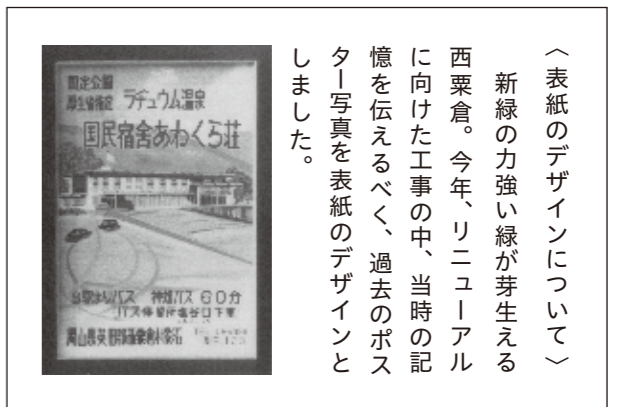 〈表紙のデザインについて〉
新緑の力強い緑が芽生える
西粟倉。今年、リニューアル
に向けた工事の中、当時の記
憶を伝えるべく、過去のポス
ター写真を表紙のデザインと
しました。
国定公園
厚生省指定 ラヂュウム温泉
国民宿舎あわくら荘
60分